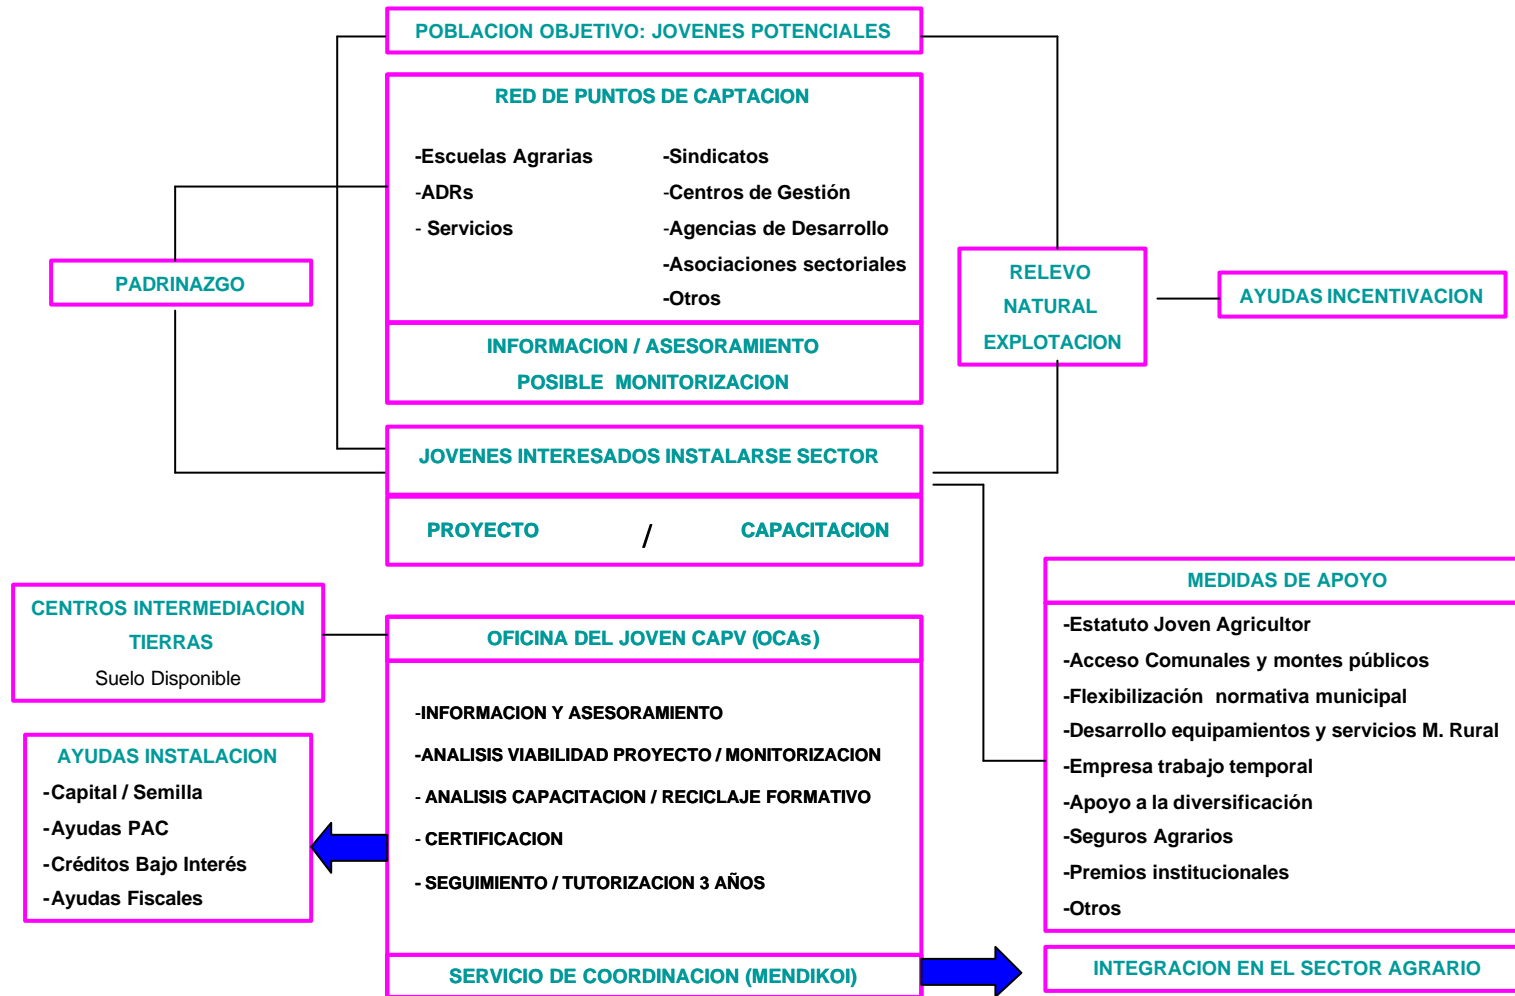 POBLACION OBJETIVO: JOVENES POTENCIALES
RED DE PUNTOS DE CAPTACION
-Escuelas Agrarias
-ADRs
- Servicios
-Sindicatos
-Centros de Gestión
-Agencias de Desarrollo
-Asociaciones sectoriales
-Otros
INFORMACION / ASESORAMIENTO
POSIBLE MONITORIZACION
PADRINAZGO
RELEVO
NATURAL
EXPLOTACION
AYUDAS INCENTIVACION
JOVENES INTERESADOS INSTALARSE SECTOR
PROYECTO / CAPACITACION
CENTROS INTERMEDIACION
TIERRAS
Suelo Disponible
AYUDAS INSTALACION
-Capital / Semilla
-Ayudas PAC
-Créditos Bajo Interés
-Ayudas Fiscales
OFICINA DEL JOVEN CAPV (OCAs)
-INFORMACION Y ASESORAMIENTO
-ANALISIS VIABILIDAD PROYECTO / MONITORIZACION
- ANALISIS CAPACITACION / RECICLAJE FORMATIVO
- CERTIFICACION
- SEGUIMIENTO / TUTORIZACION 3 AÑOS
SERVICIO DE COORDINACION (MENDIKOI)
MEDIDAS DE APOYO
-Estatuto Joven Agricultor
-Acceso Comunales y montes públicos
-Flexibilización normativa municipal
-Desarrollo equipamientos y servicios M. Rural
-Empresa trabajo temporal
-Apoyo a la diversificación
-Seguros Agrarios
-Premios institucionales
-Otros
INTEGRACION EN EL SECTOR AGRARIO